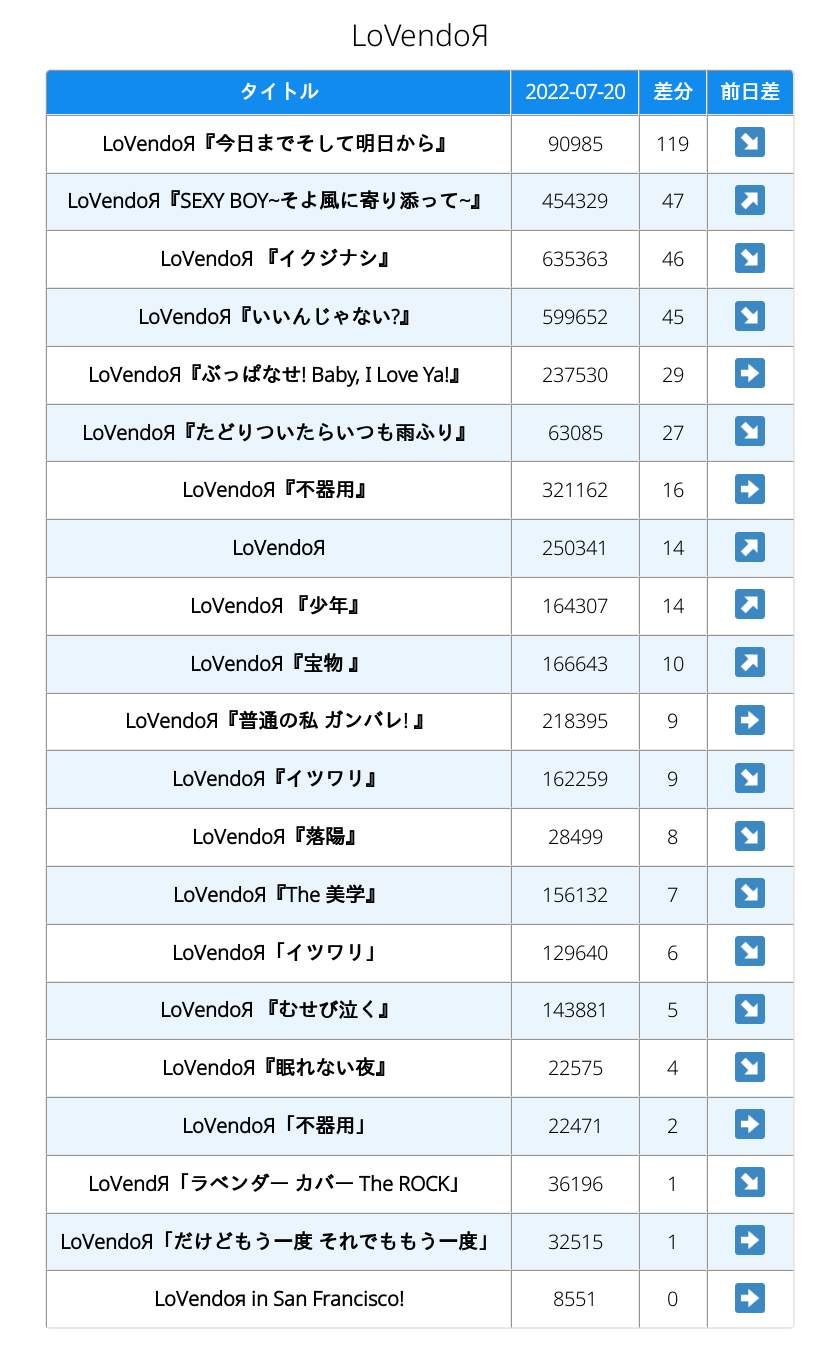 LoVendoЯ
タイトル 2022-07-20 差分 前日差
LoVendoЯ『今日までそして明日から』 90985 119 ↘
LoVendoЯ『SEXY BOY~そよ風に寄り添って~』 454329 47 ↗
LoVendoЯ 『イクジナシ』 635363 46 ↘
LoVendoЯ『いいんじゃない?』 599652 45 ↘
LoVendoЯ『ぶっぱなせ! Baby, I Love Ya!』 237530 29 ➡
LoVendoЯ『たどりついたらいつも雨ふり』 63085 27 ↘
LoVendoЯ『不器用』 321162 16 ➡
LoVendoЯ 250341 14 ↗
LoVendoЯ 『少年』 164307 14 ↗
LoVendoЯ『宝物 』 166643 10 ↗
LoVendoЯ『普通の私 ガンバレ! 』 218395 9 ➡
LoVendoЯ『イツワリ』 162259 9 ↘
LoVendoЯ『落陽』 28499 8 ↘
LoVendoЯ『The 美学』 156132 7 ↘
LoVendoЯ「イツワリ」 129640 6 ↘
LoVendoЯ 『むせび泣く』 143881 5 ↘
LoVendoЯ『眠れない夜』 22575 4 ↘
LoVendoЯ「不器用」 22471 2 ➡
LoVendЯ「ラベンダー カバー The ROCK」 36196 1 ↘
LoVendoЯ「だけどもう一度 それでももう一度」 32515 1 ➡
LoVendoя in San Francisco! 8551 0 ➡